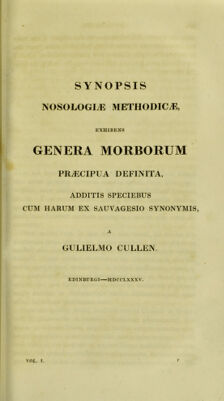 SYNOPSIS
NOSOLOGIÆ METHODICÆ,
EXHIBENS
GENERA MORBORUM
PRÆCIPUA DEFINITA,
ADDITIS SPECIEBUS
CUM HARUM EX SAUVAGESIO SYNONYMIS,
A
GULIELMO CULLEN.
EDINBURGI—MDCCLXXXV.
VOL. I.